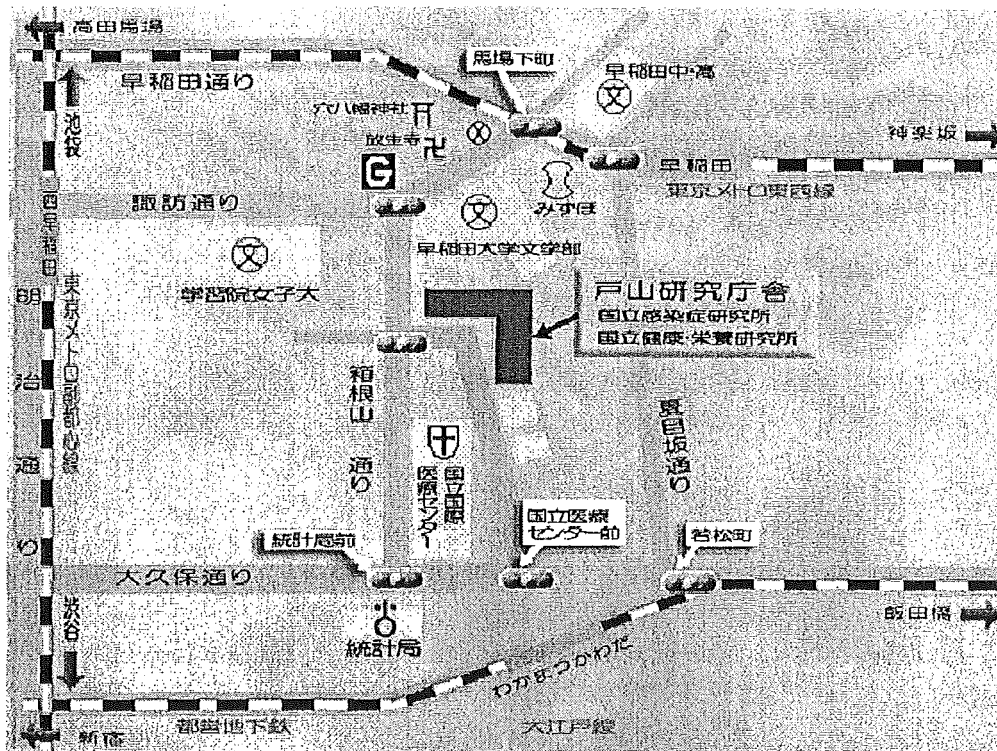 高田馬場
早稲田通り
池袋
馬場下町
早稲田中・高
穴八幡神社
放生寺
G
神楽坂
早稲田
東京メトロ東西線
諏訪通り
みずほ
早稲田大学文学部
西早稲田
学習院女子大
戸山研究庁舎
国立感染症研究所
国立健康・栄養研究所
明治通り
東京メトロ副都心線
箱根山通り
夏目坂通り
国立国際
医療センター
国立医療
センター前
統計局前
若松町
大久保通り
渋谷
統計局
飯田橋
わかまつかわだ
都営地下鉄
大江戸線
新宿